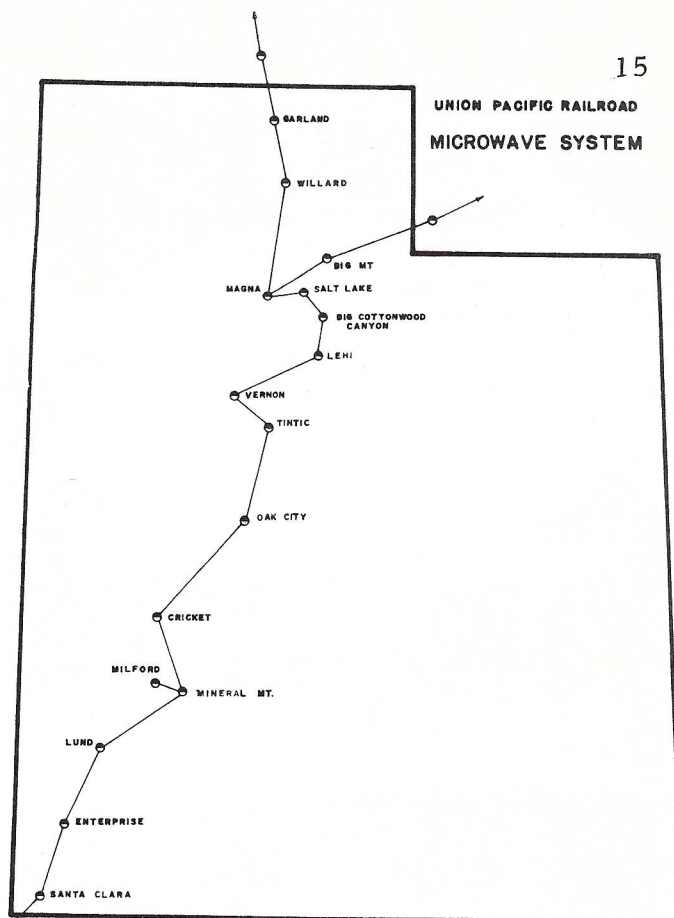 15
UNION PACIFIC RAILROAD
MICROWAVE SYSTEM
GARLAND
WILLARD
BIG MT
MAGNA
SALT LAKE
BIG COTTONWOOD
CANYON
LEHI
VERNON
TINTIC
OAK CITY
CRICKET
MILFORD
MINERAL MT.
LUND
ENTERPRISE
SANTA CLARA